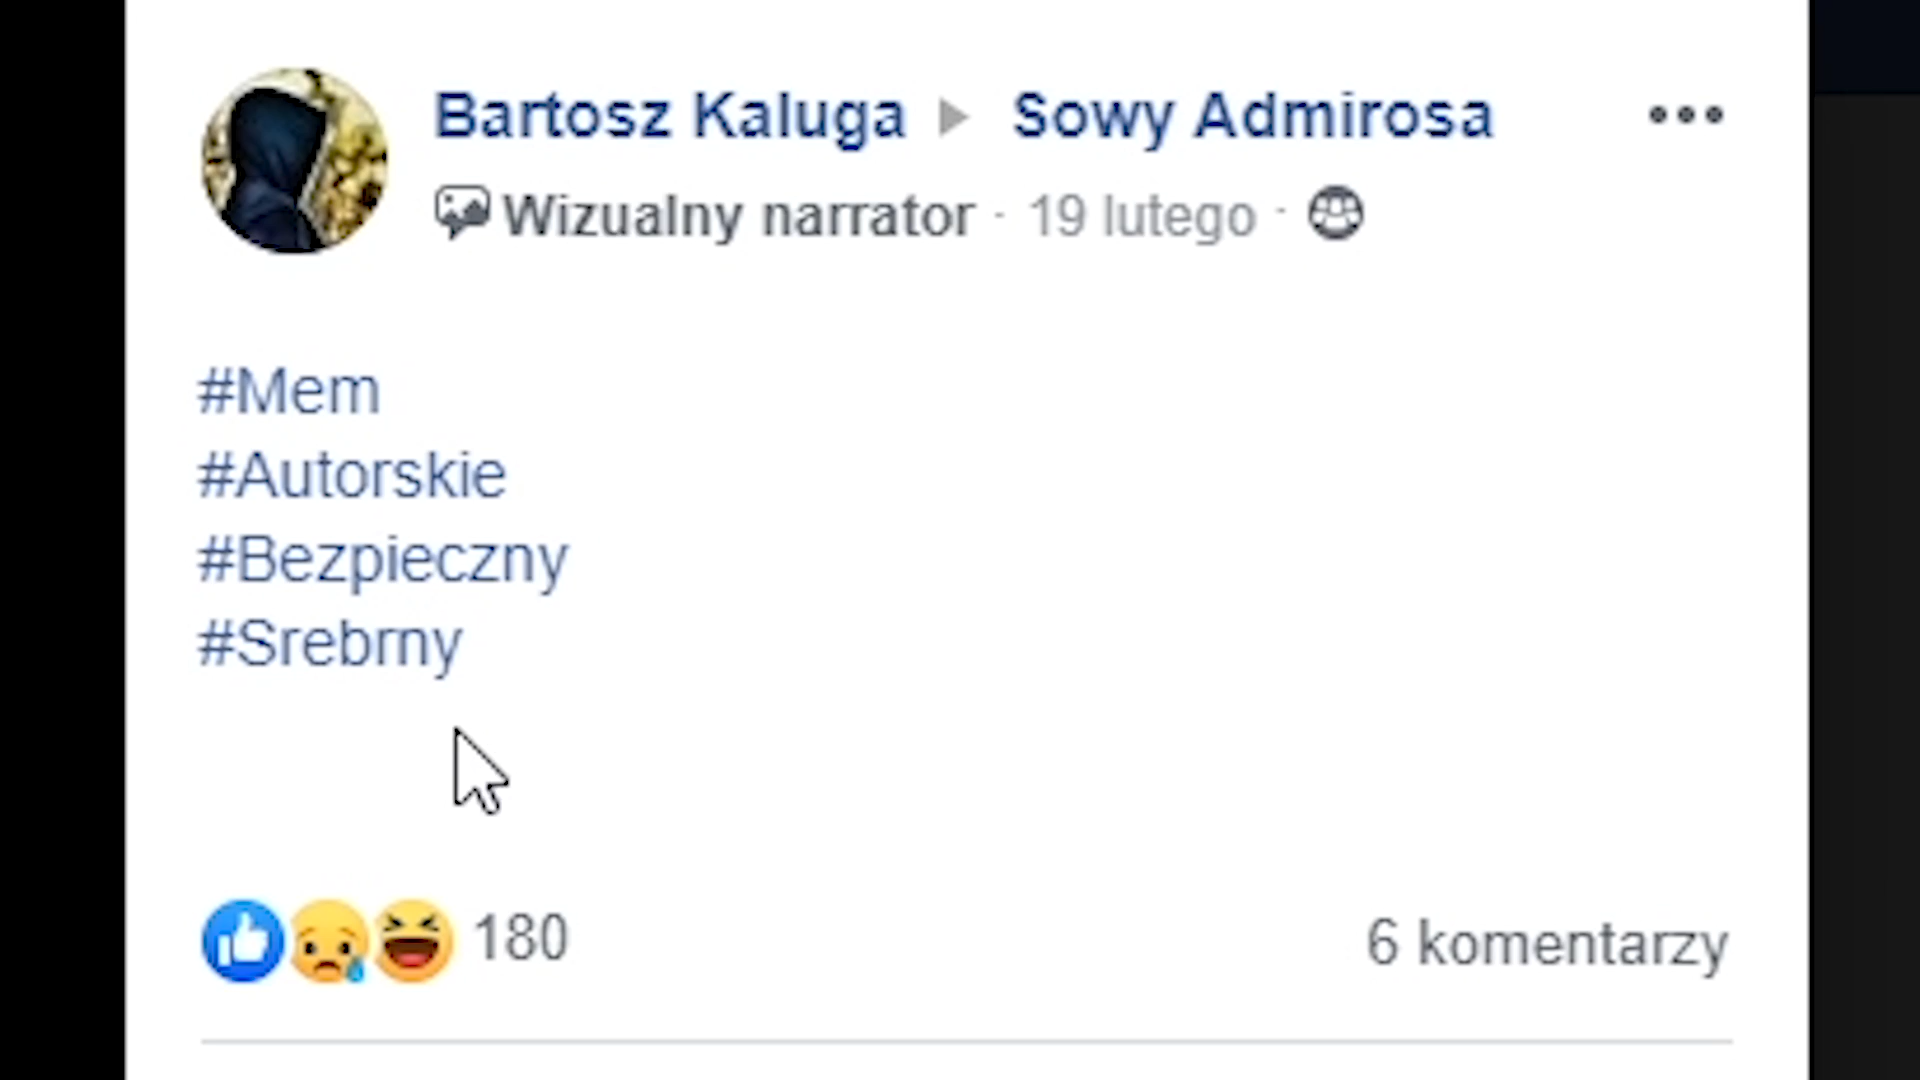 Bartosz Kaluga ▶ Sowy Admirosa
Wizualny narrator · 19 lutego ·
#Mem
#Autorskie
#Bezpieczny
#Srebrny
180
6 komentarzy